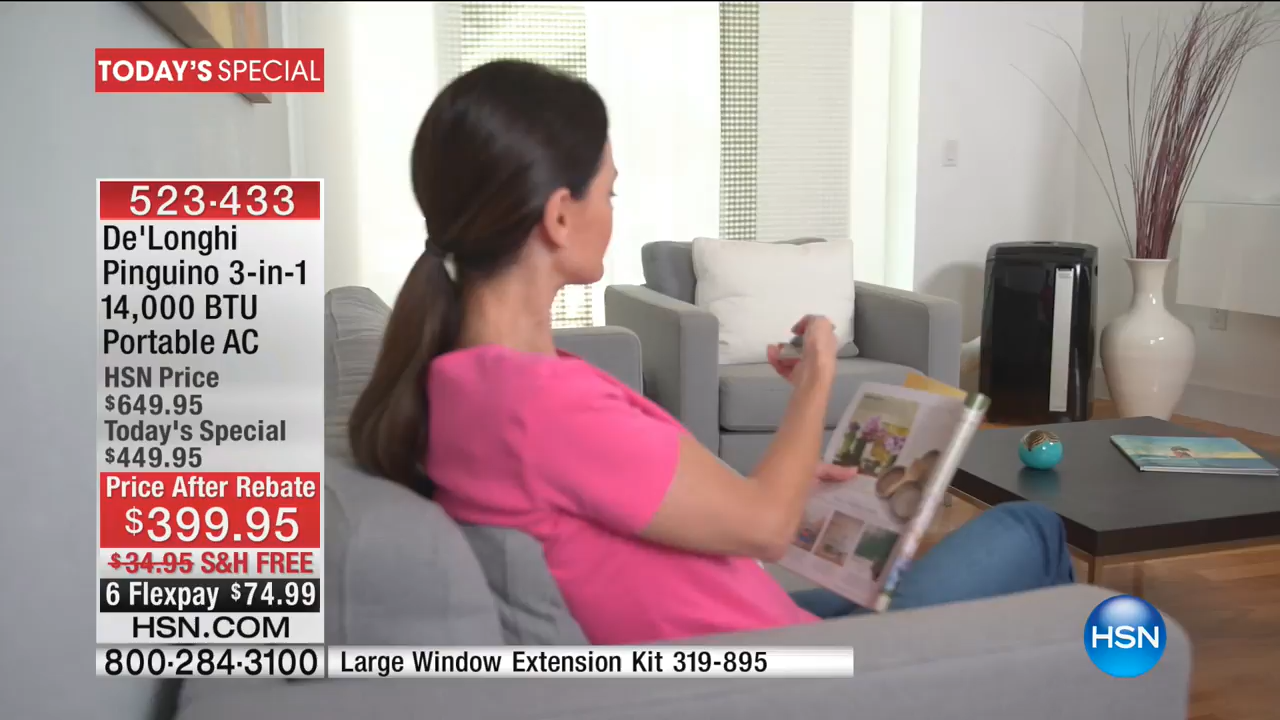 TODAY'S SPECIAL
523·433
De'Longhi
Pinguino 3-in-1
14,000 BTU
Portable AC
HSN Price
$649.95
Today's Special
$449.95
Price After Rebate
$399.95
$34.95 S&H FREE
6 Flexpay $74.99
HSN.COM
800·284·3100
Large Window Extension Kit 319-895
HSN